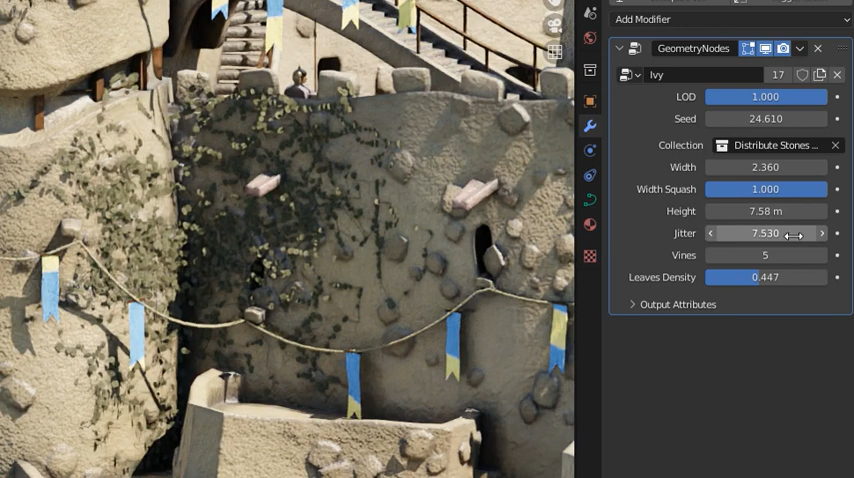 Add Modifier
GeometryNodes
Ivy 17
LOD 1.000
Seed 24.610
Collection Distribute Stones ...
Width 2.360
Width Squash 1.000
Height 7.58 m
Jitter 7.530
Vines 5
Leaves Density 0.447
Output Attributes